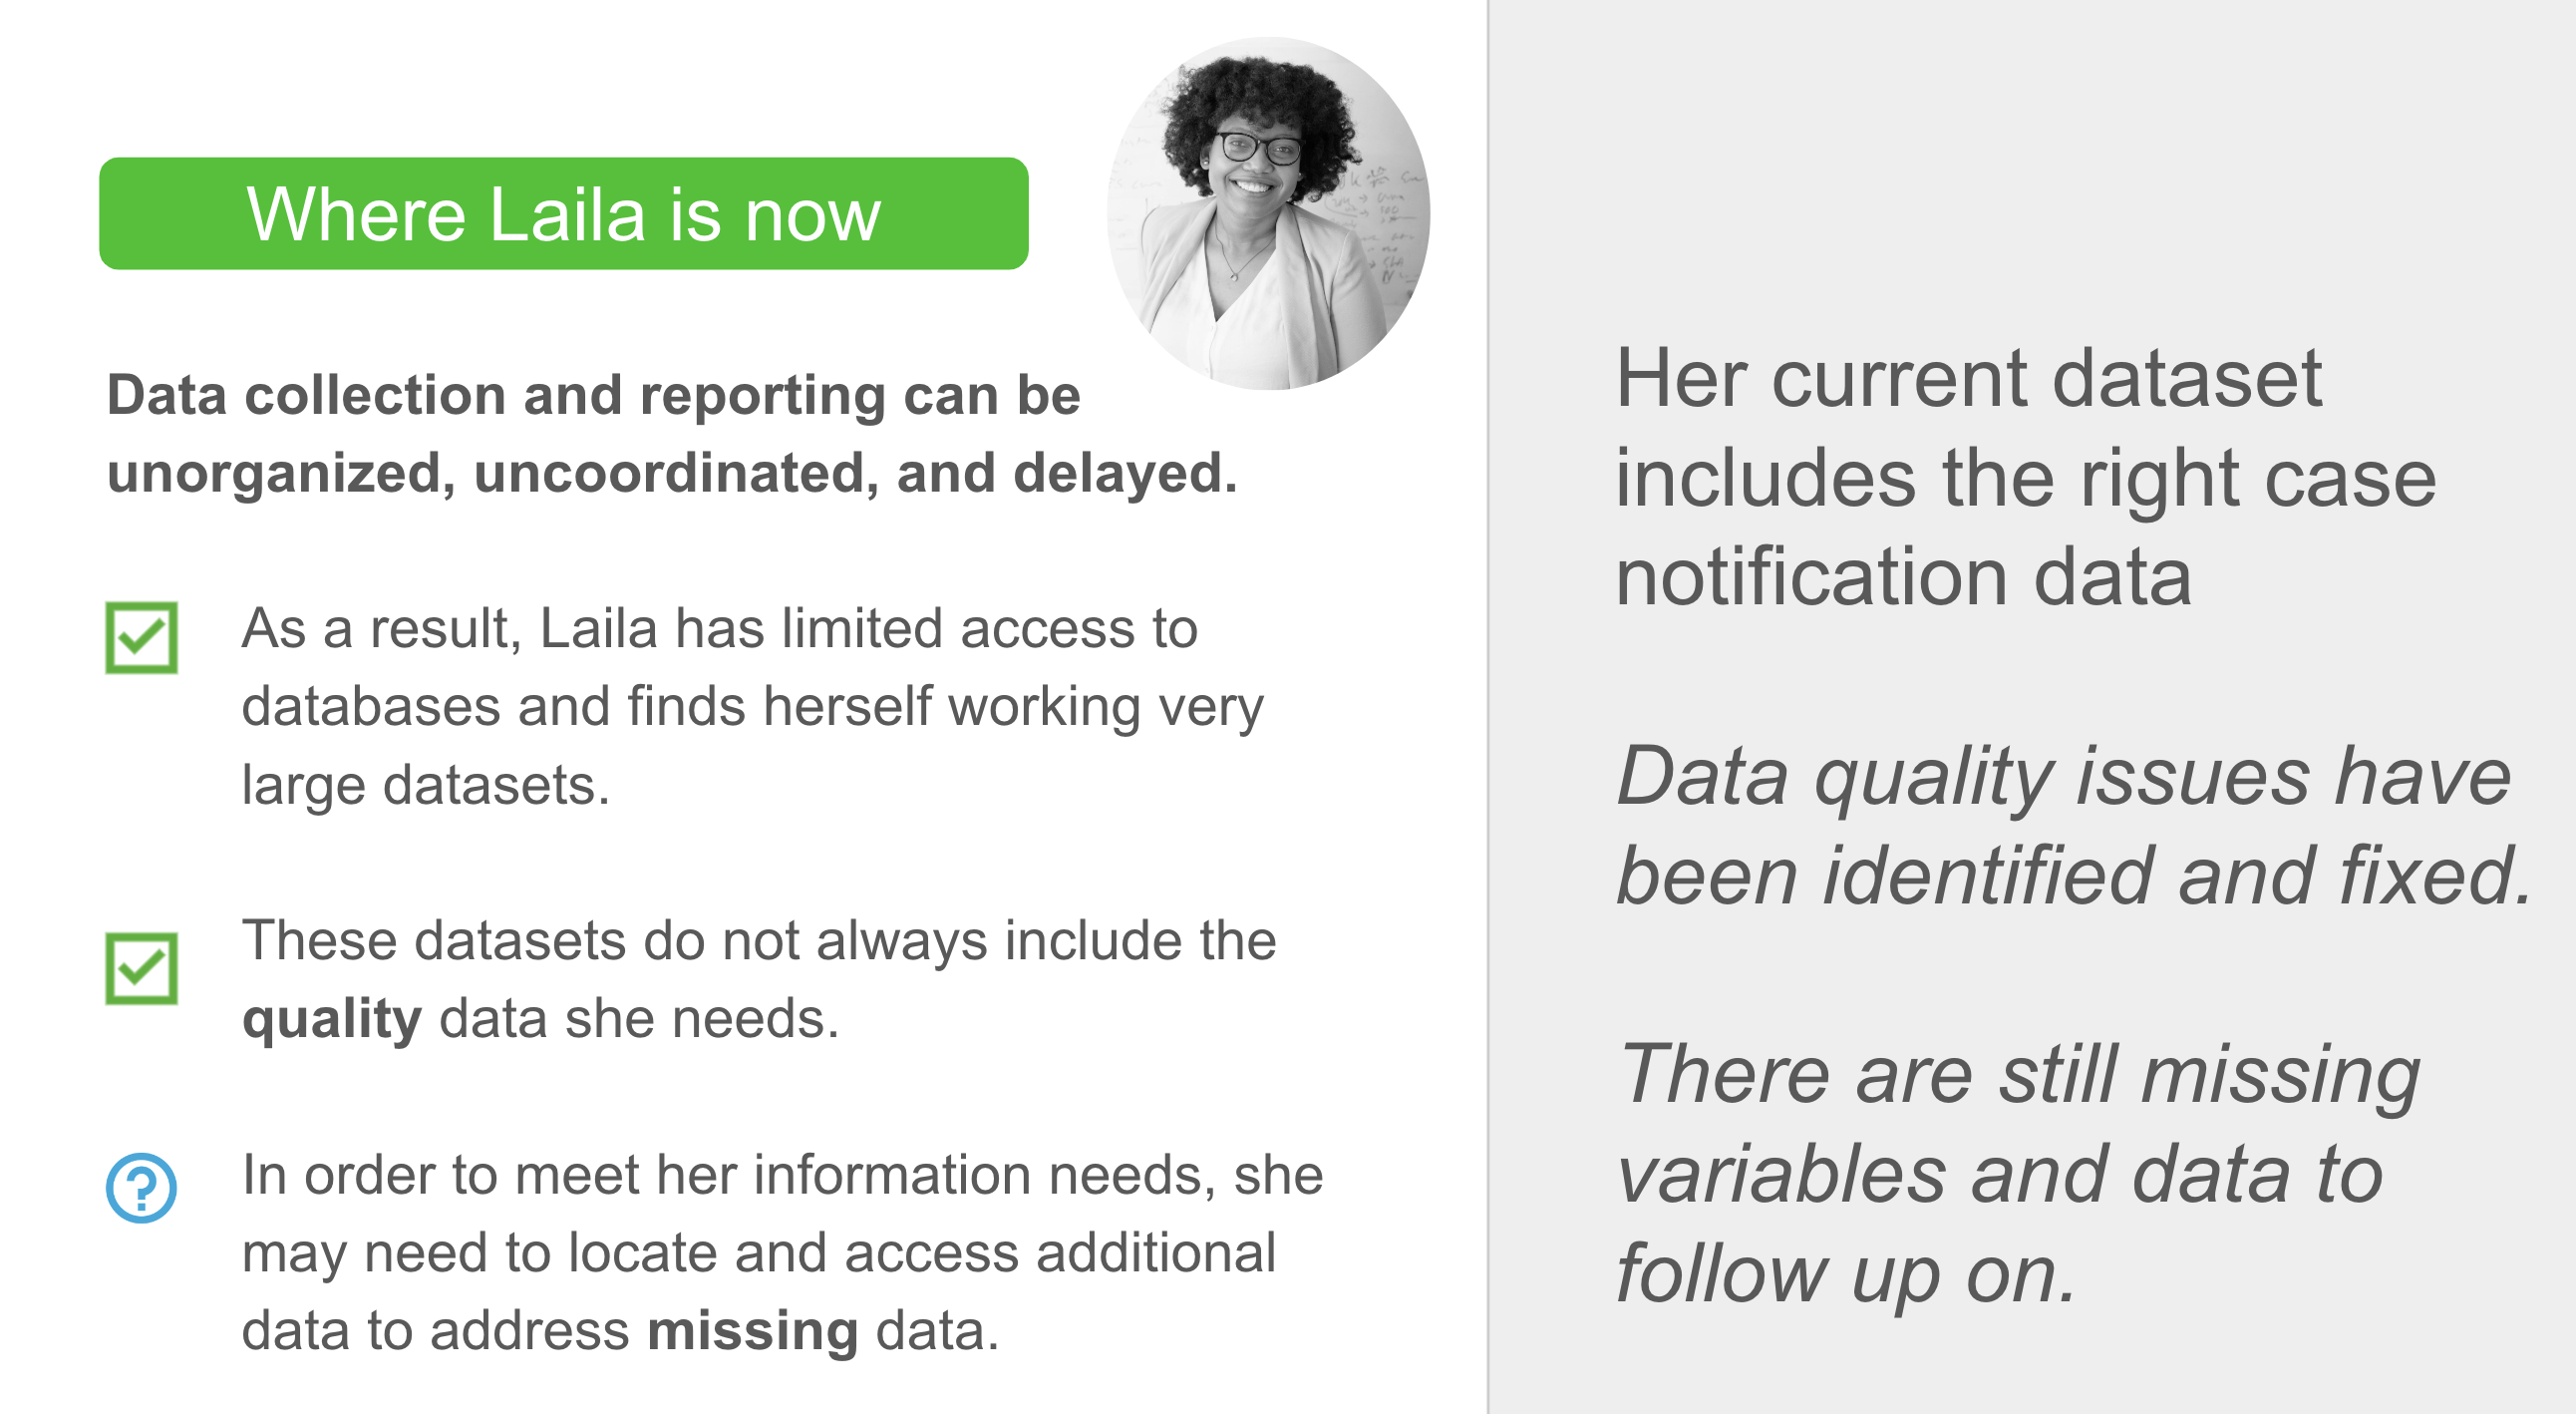 Where Laila is now
Data collection and reporting can be
unorganized, uncoordinated, and delayed.
As a result, Laila has limited access to
databases and finds herself working very
large datasets.
These datasets do not always include the
quality data she needs.
In order to meet her information needs, she
may need to locate and access additional
data to address missing data.
Her current dataset
includes the right case
notification data
Data quality issues have
been identified and fixed.
There are still missing
variables and data to
follow up on.